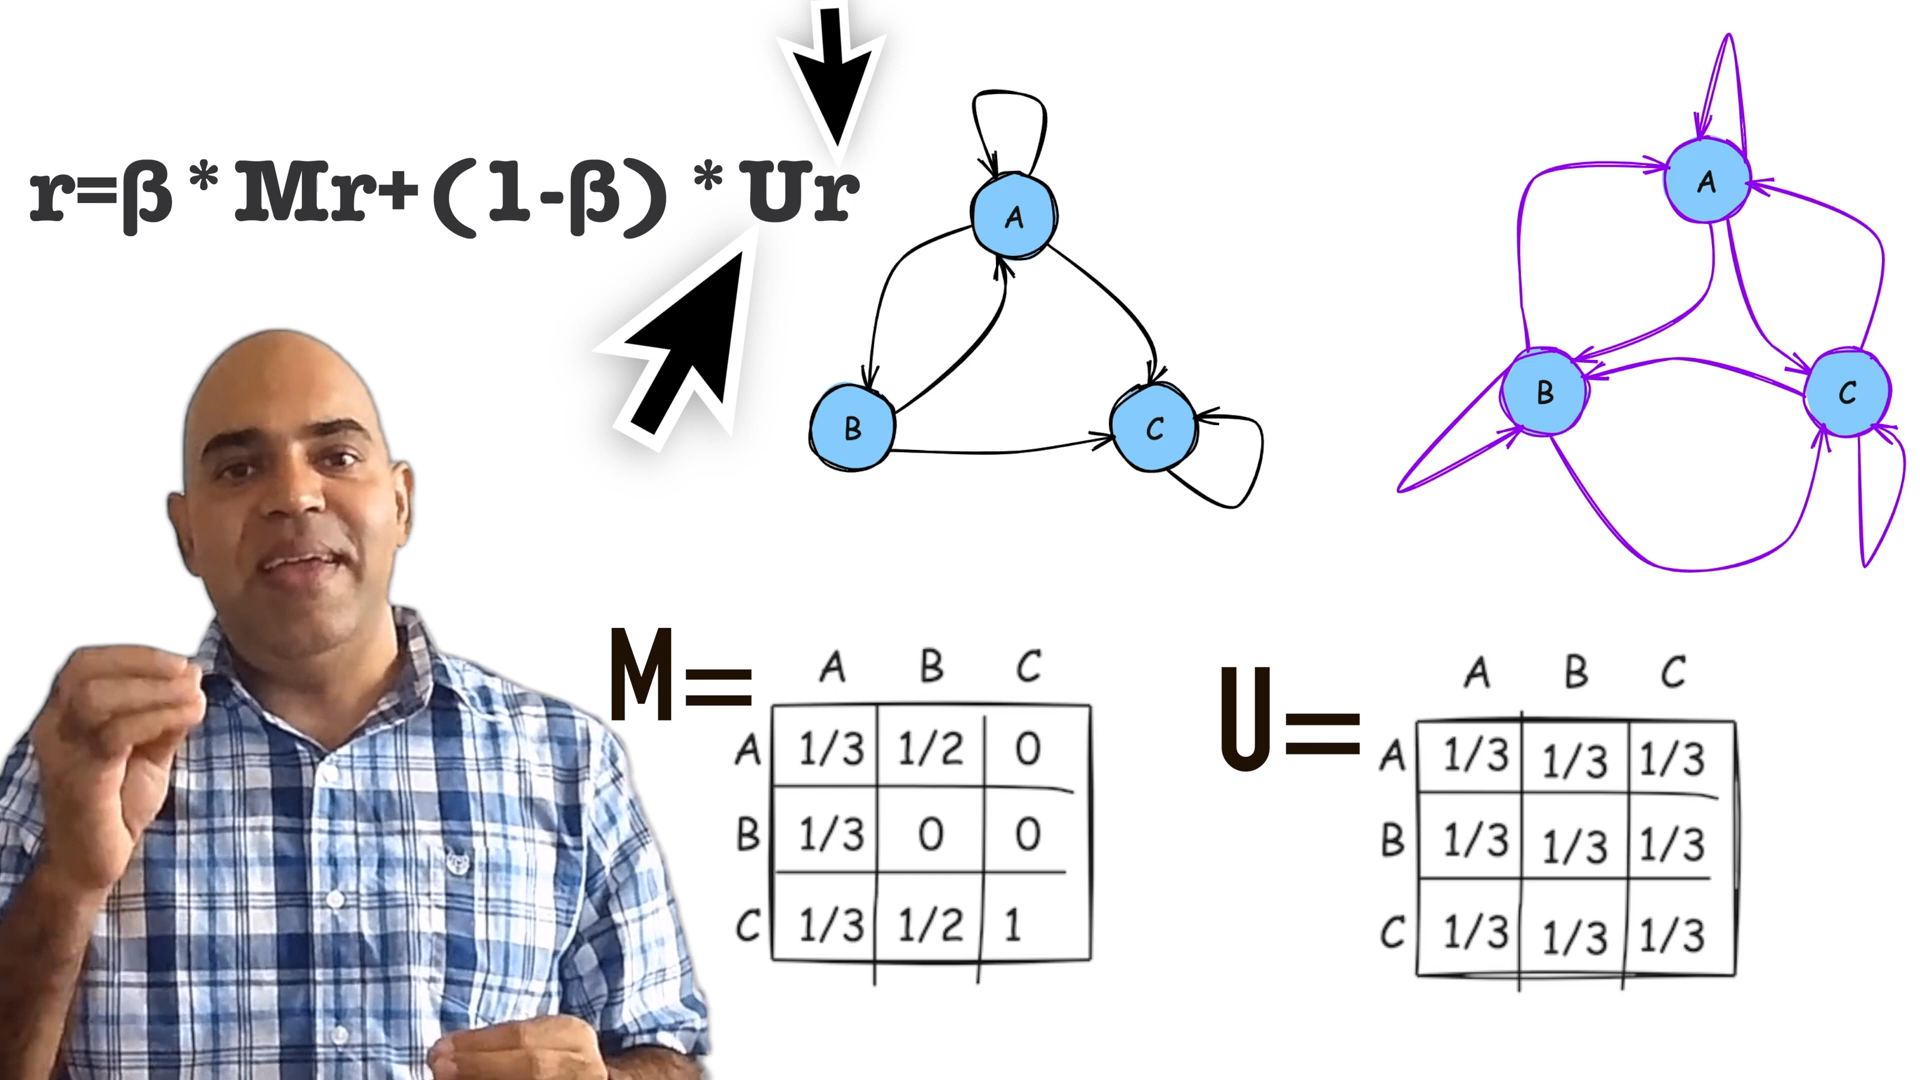 r=β*Mr+(1-β)*Ur
A
B
C
A
B
C
M=
A B C
A 1/3 1/2 0
B 1/3 0 0
C 1/3 1/2 1
U=
A B C
A 1/3 1/3 1/3
B 1/3 1/3 1/3
C 1/3 1/3 1/3